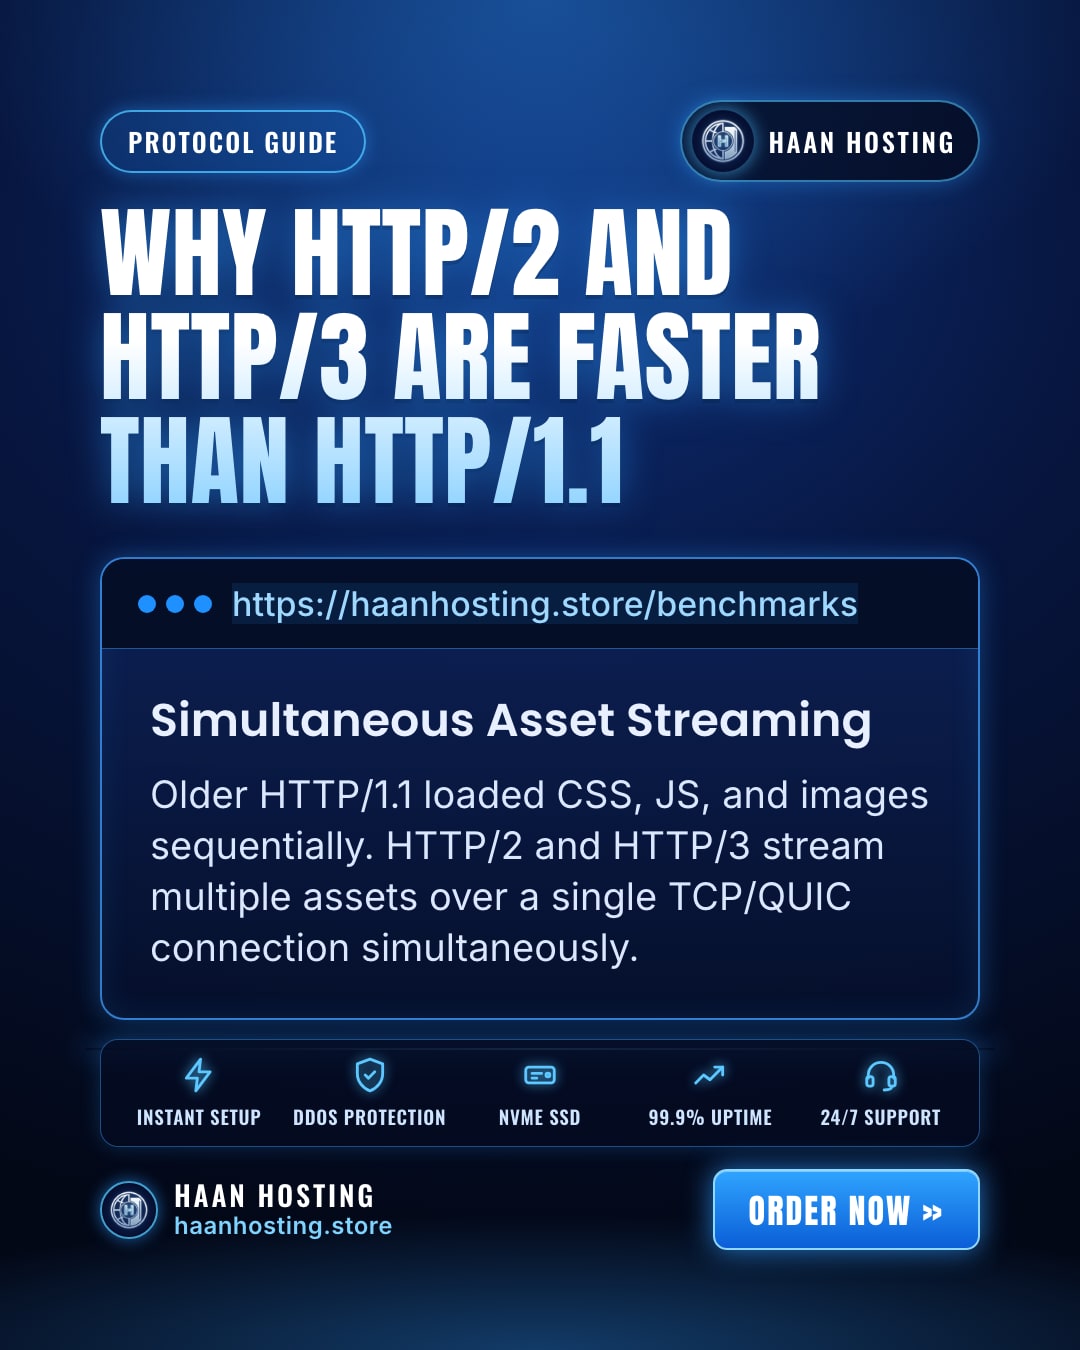 PROTOCOL GUIDE
HAAN HOSTING
WHY HTTP/2 AND
HTTP/3 ARE FASTER
THAN HTTP/1.1
https://haanhosting.store/benchmarks
Simultaneous Asset Streaming
Older HTTP/1.1 loaded CSS, JS, and images
sequentially. HTTP/2 and HTTP/3 stream
multiple assets over a single TCP/QUIC
connection simultaneously.
INSTANT SETUP
DDOS PROTECTION
NVME SSD
99.9% UPTIME
24/7 SUPPORT
HAAN HOSTING
haanhosting.store
ORDER NOW »